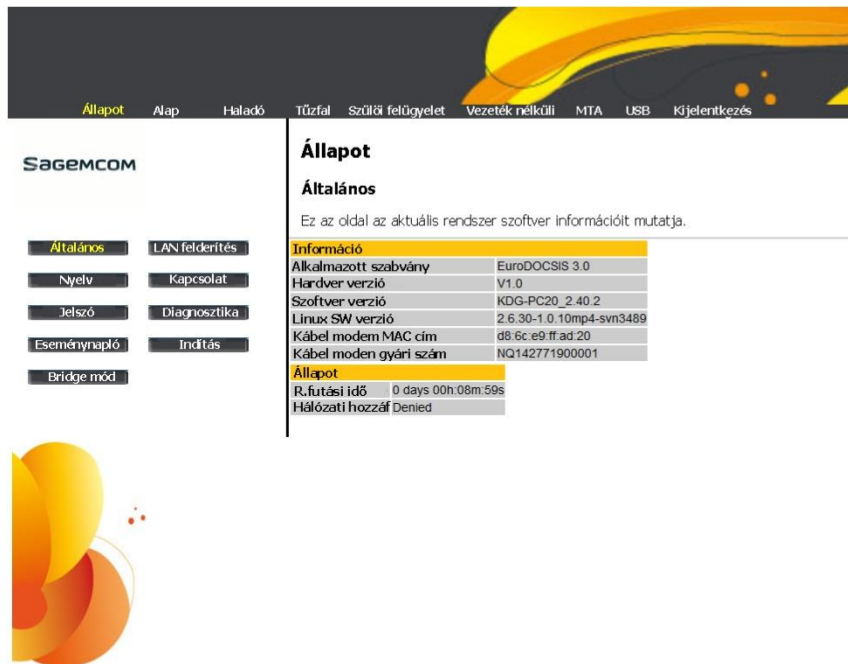 Állapot Alap Haladó Tűzfal Szülői felügyelet Vezeték nélküli MTA USB Kijelentkezés
SAGEMCOM
Állapot
Általános
Ez az oldal az aktuális rendszer szoftver információit mutatja.
Általános LAN felderítés
Nyelv Kapcsolat
Jelszó Diagnosztika
Eseménynapló Indítás
Bridge mód
Információ
Alkalmazott szabvány EuroDOCSIS 3.0
Hardver verzió V1.0
Szoftver verzió KDG-PC20_2.40.2
Linux SW verzió 2.6.30-1.0.10mp4-svn3489
Kábel modem MAC cím d8:6c:e9:ff:ad:20
Kábel moden gyári szám NQ142771900001
Állapot
R.futási idő 0 days 00h:08m:59s
Hálózati hozzáf Denied